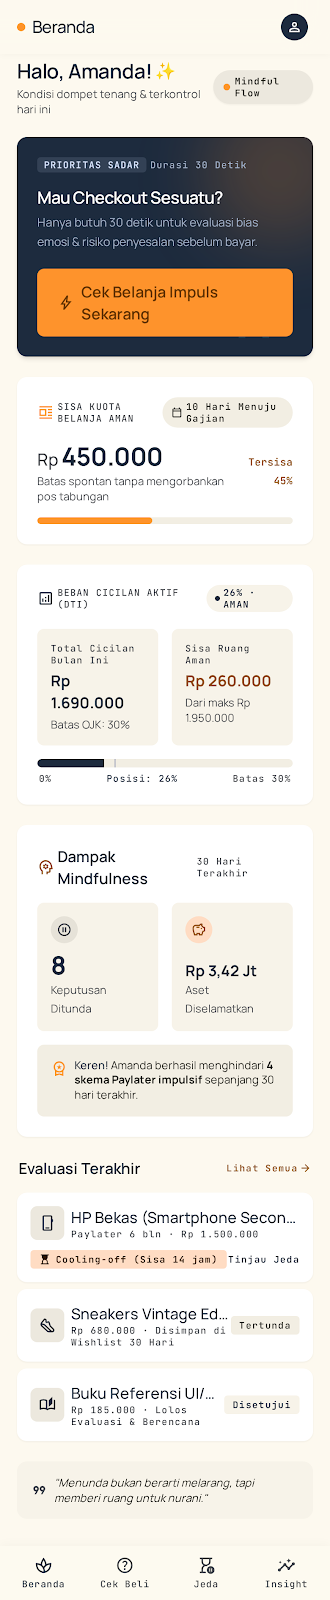 Beranda
Halo, Amanda! ✨
Kondisi dompet tenang & terkontrol
hari ini
Mindful
Flow
PRIORITAS SADAR
Durasi 30 Detik
Mau Checkout Sesuatu?
Hanya butuh 30 detik untuk evaluasi bias
emosi & risiko penyesalan sebelum bayar.
Cek Belanja Impuls
Sekarang
SISA KUOTA
BELANJA AMAN
10 Hari Menuju
Gajian
Rp 450.000
Tersisa
45%
Batas spontan tanpa mengorbankan
pos tabungan
BEBAN CICILAN AKTIF
(DTI)
26% ·
AMAN
Total Cicilan
Bulan Ini
Rp
1.690.000
Batas OJK: 30%
Sisa Ruang
Aman
Rp 260.000
Dari maks Rp
1.950.000
0%
Posisi: 26%
Batas 30%
Dampak
Mindfulness
30 Hari
Terakhir
8
Keputusan
Ditunda
Rp 3,42 Jt
Aset
Diselamatkan
Keren! Amanda berhasil menghindari 4
skema Paylater impulsif sepanjang 30
hari terakhir.
Evaluasi Terakhir
Lihat Semua →
HP Bekas (Smartphone Secon...
Paylater 6 bln · Rp 1.500.000
Cooling-off (Sisa 14 jam)
Tinjau Jeda
Sneakers Vintage Ed...
Rp 680.000 · Disimpan di
Wishlist 30 Hari
Tertunda
Buku Referensi UI/...
Rp 185.000 · Lolos
Evaluasi & Berencana
Disetujui
"Menunda bukan berarti melarang, tapi
memberi ruang untuk nurani."
Beranda
Cek Beli
Jeda
Insight